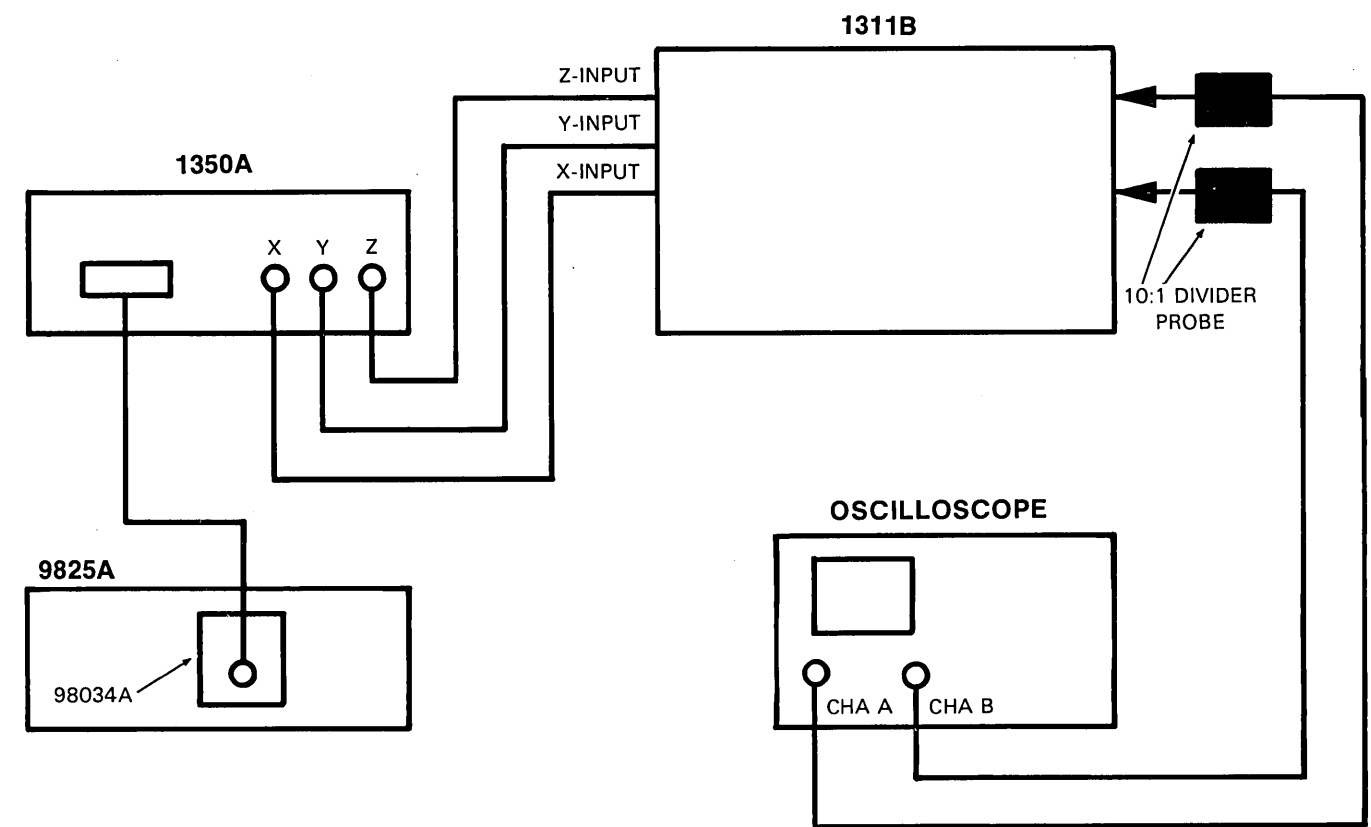 1311B
Z-INPUT
Y-INPUT
X-INPUT
1350A
X Y Z
10:1 DIVIDER
PROBE
OSCILLOSCOPE
CHA A CHA B
9825A
98034A